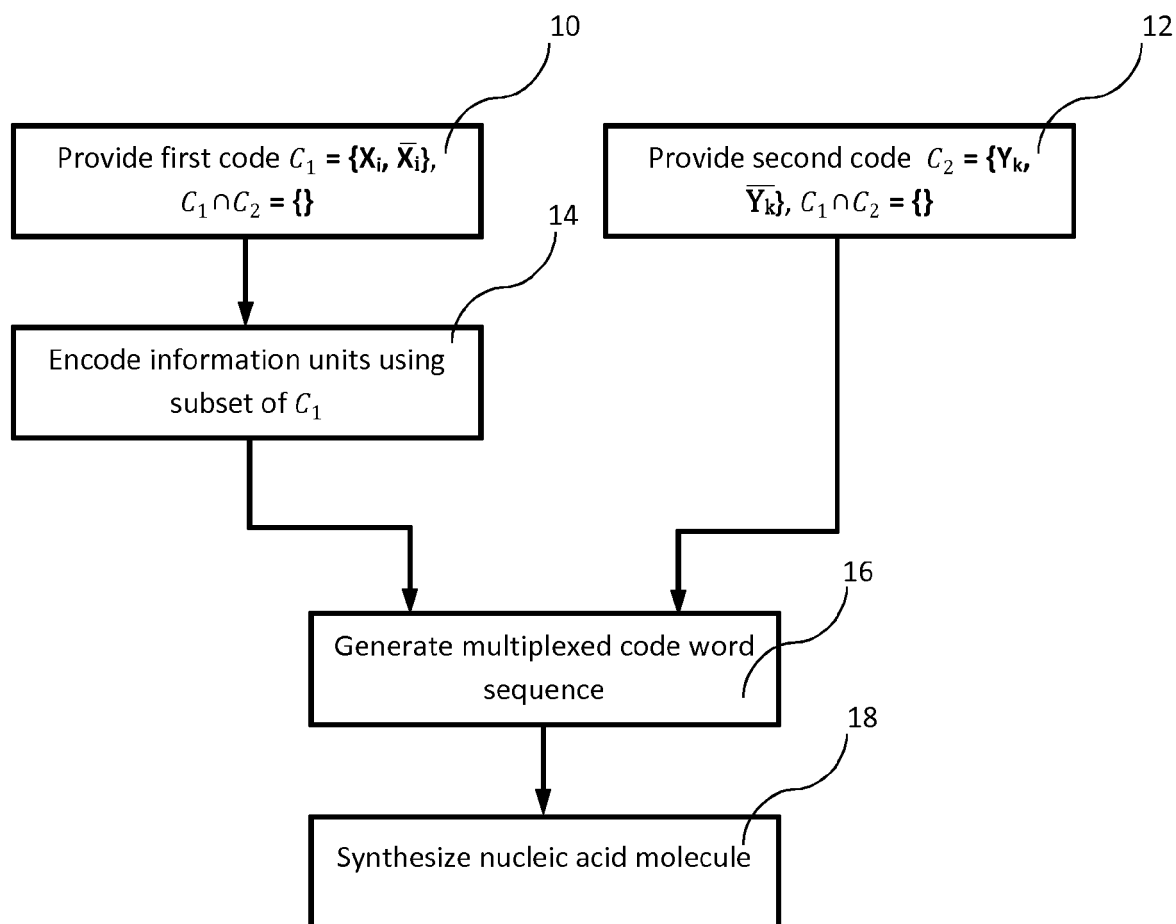 10
12
Provide first code C₁ = {Xᵢ, X̅ᵢ},
C₁∩C₂ = {}
Provide second code C₂ = {Yₖ,
Y̅ₖ}, C₁∩C₂ = {}
14
Encode information units using
subset of C₁
16
Generate multiplexed code word
sequence
18
Synthesize nucleic acid molecule